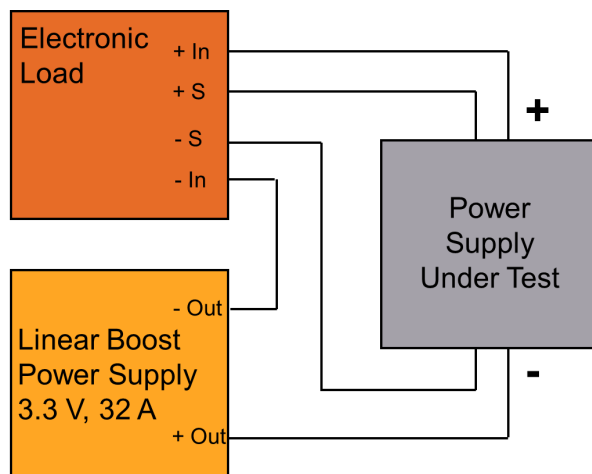 Electronic
Load
+ In
+ S
- S
- In
+
Power
Supply
Under Test
-
- Out
Linear Boost
Power Supply
3.3 V, 32 A
+ Out